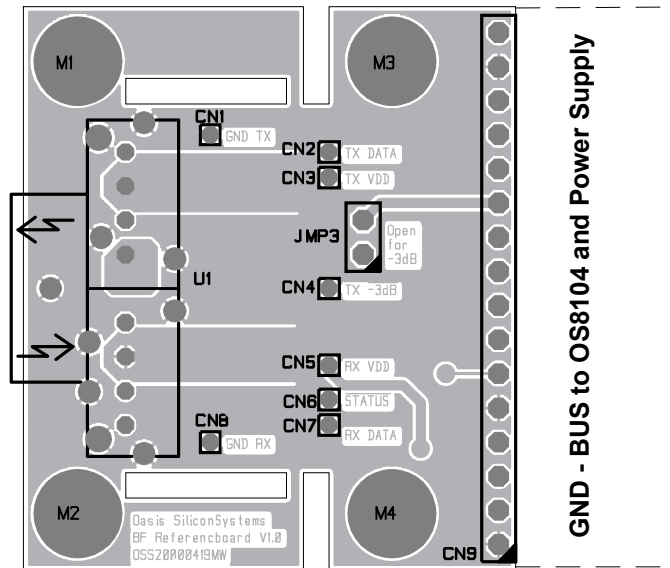 M1
M3
CN1
GND TX
CN2
TX DATA
CN3
TX VDD
JMP3
Open
for
-3dB
U1
CN4
TX -3dB
CN5
RX VDD
CN6
STATUS
CN7
RX DATA
CN8
GND RX
M2
M4
Oasis SiliconSystems
BF Referencboard V1.0
OSS20000419MW
CN9
GND - BUS to OS8104 and Power Supply